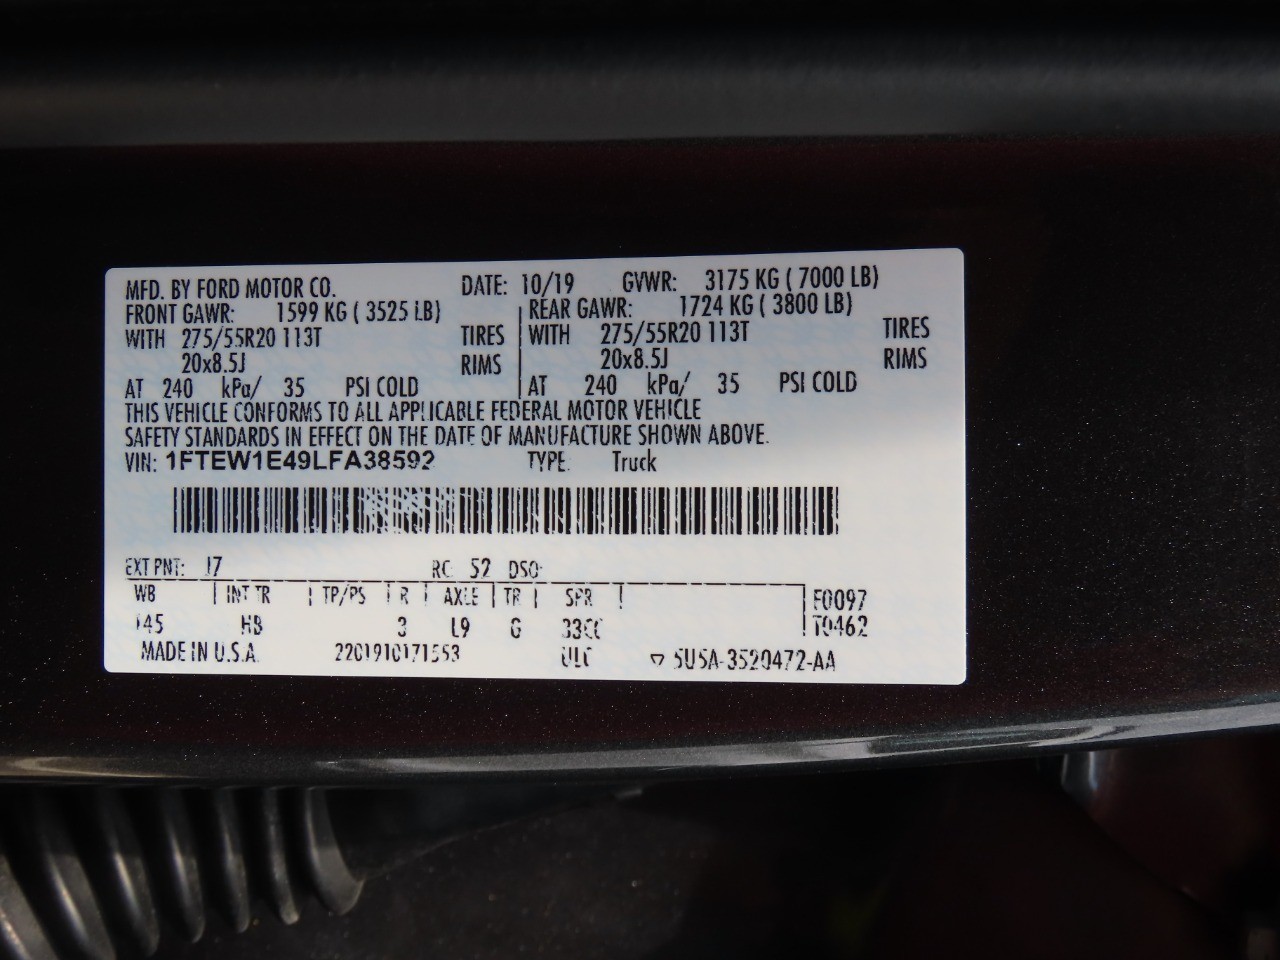 MFD. BY FORD MOTOR CO. DATE: 10/19 GVWR: 3175 KG ( 7000 LB)
FRONT GAWR: 1599 KG ( 3525 LB) REAR GAWR: 1724 KG ( 3800 LB)
WITH 275/55R20 113T TIRES WITH 275/55R20 113T TIRES
20x8.5J RIMS 20x8.5J RIMS
AT 240 kPa/ 35 PSI COLD AT 240 kPa/ 35 PSI COLD
THIS VEHICLE CONFORMS TO ALL APPLICABLE FEDERAL MOTOR VEHICLE
SAFETY STANDARDS IN EFFECT ON THE DATE OF MANUFACTURE SHOWN ABOVE.
VIN: 1FTEW1E49LFA38592 TYPE: Truck
EXT PNT: J7 RC: 52 DSO:
WB INT TR TP/PS R AXLE TR SPR F0097
145 HB 3 L9 G 33CC T0462
MADE IN U.S.A. 2201910171553 ULC ▽ 5U5A-3520472-AA